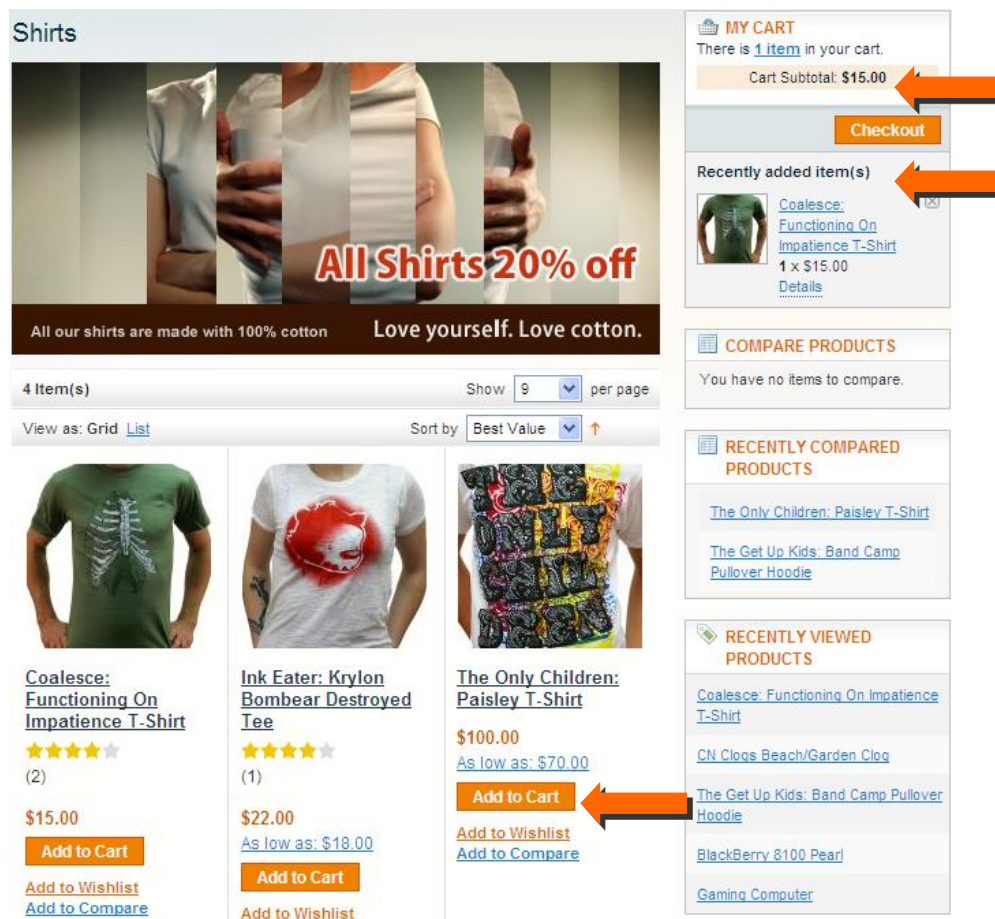 Shirts
All Shirts 20% off
All our shirts are made with 100% cotton Love yourself. Love cotton.
4 Item(s) Show 9 per page
View as: Grid List Sort by Best Value
Coalesce:
Functioning On
Impatience T-Shirt
(2)
$15.00
Add to Cart
Add to Wishlist
Add to Compare
Ink Eater: Krylon
Bombear Destroyed
Tee
(1)
$22.00
As low as: $18.00
Add to Cart
Add to Wishlist
THE
ONLY
CHILD
REN
The Only Children:
Paisley T-Shirt
$100.00
As low as: $70.00
Add to Cart
Add to Wishlist
Add to Compare
MY CART
There is 1 item in your cart.
Cart Subtotal: $15.00
Checkout
Recently added item(s)
Coalesce:
Functioning On
Impatience T-Shirt
1 x $15.00
Details
COMPARE PRODUCTS
You have no items to compare.
RECENTLY COMPARED
PRODUCTS
The Only Children: Paisley T-Shirt
The Get Up Kids: Band Camp
Pullover Hoodie
RECENTLY VIEWED
PRODUCTS
Coalesce: Functioning On Impatience
T-Shirt
CN Clogs Beach/Garden Clog
The Get Up Kids: Band Camp Pullover
Hoodie
BlackBerry 8100 Pearl
Gaming Computer